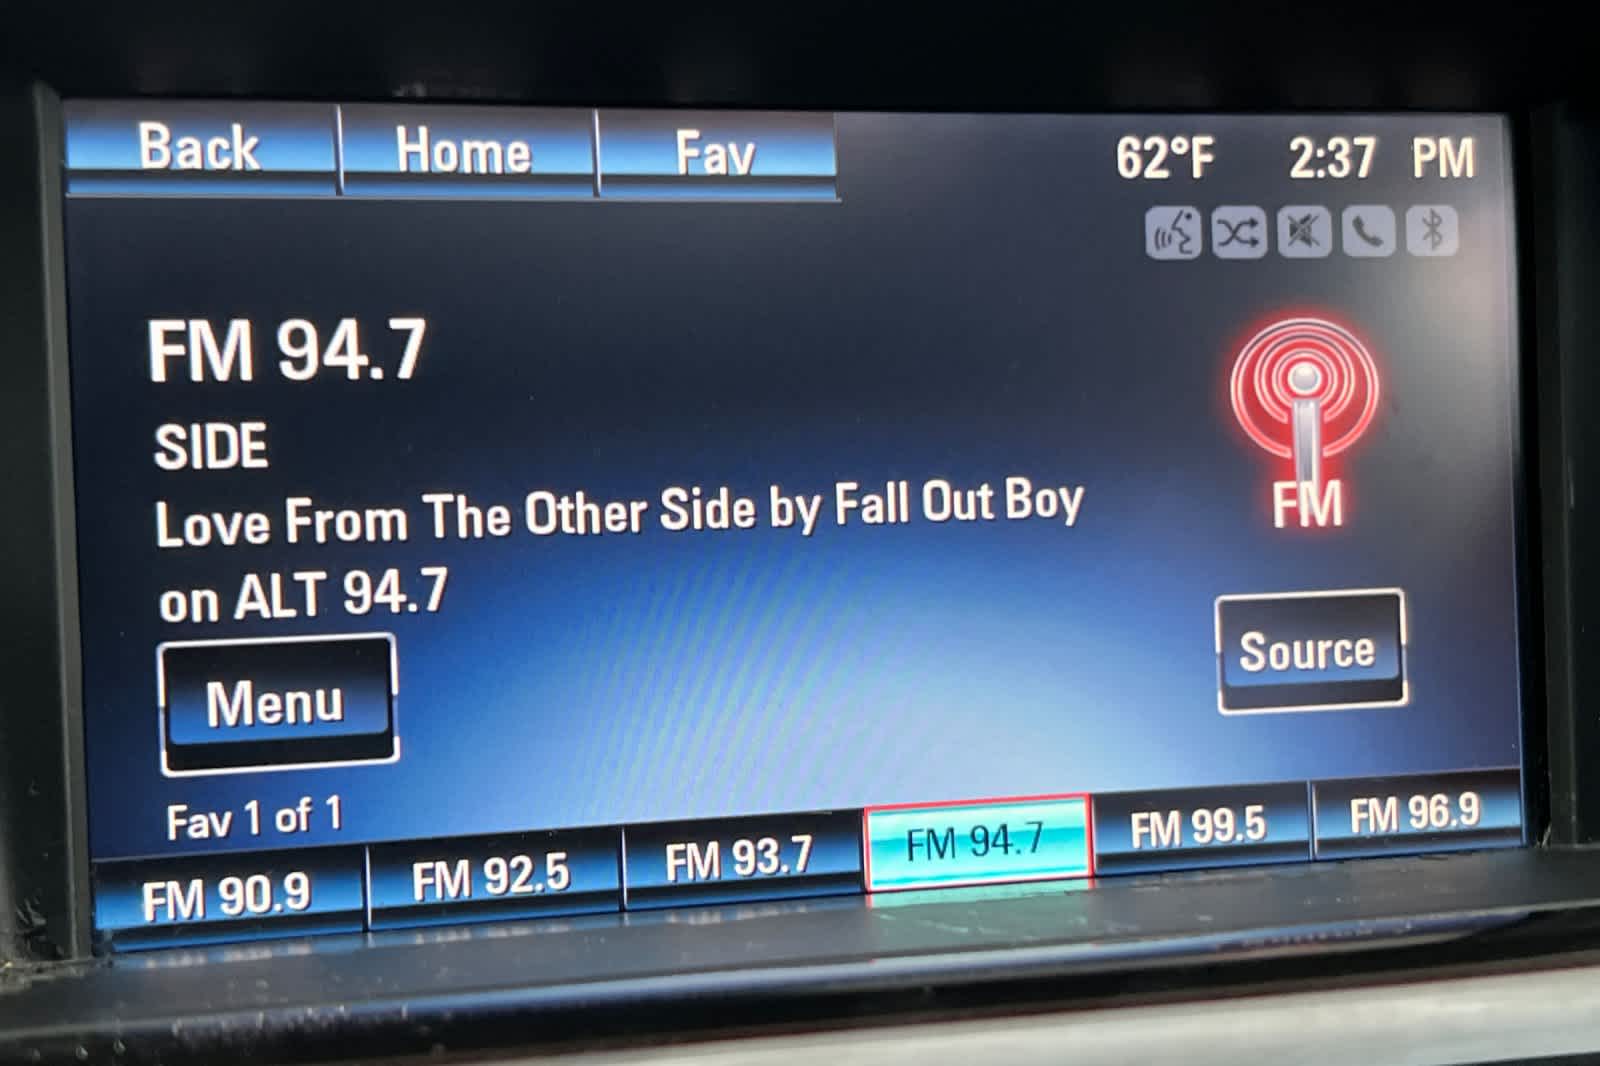 Back Home Fav 62°F 2:37 PM
FM 94.7
SIDE
Love From The Other Side by Fall Out Boy
on ALT 94.7
FM
Menu
Source
Fav 1 of 1
FM 90.9 FM 92.5 FM 93.7 FM 94.7 FM 99.5 FM 96.9